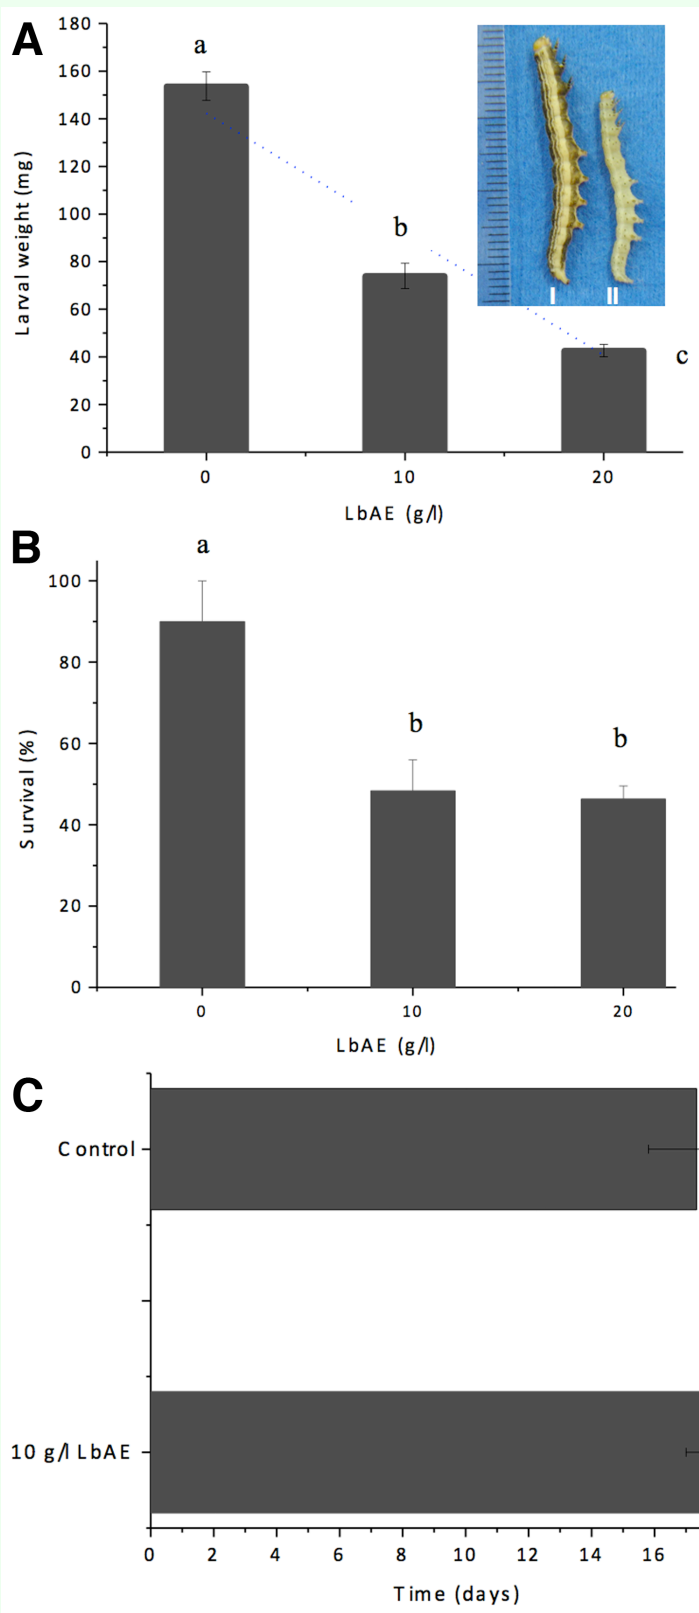 A
180
160
140
120
100
80
60
40
20
0
Larval weight (mg)
a
b
c
I
II
0 10 20
LbAE (g/l)
B
100
80
60
40
20
0
Survival (%)
a
b
b
0 10 20
LbAE (g/l)
C
Control
10 g/l LbAE
0 2 4 6 8 10 12 14 16
Time (days)